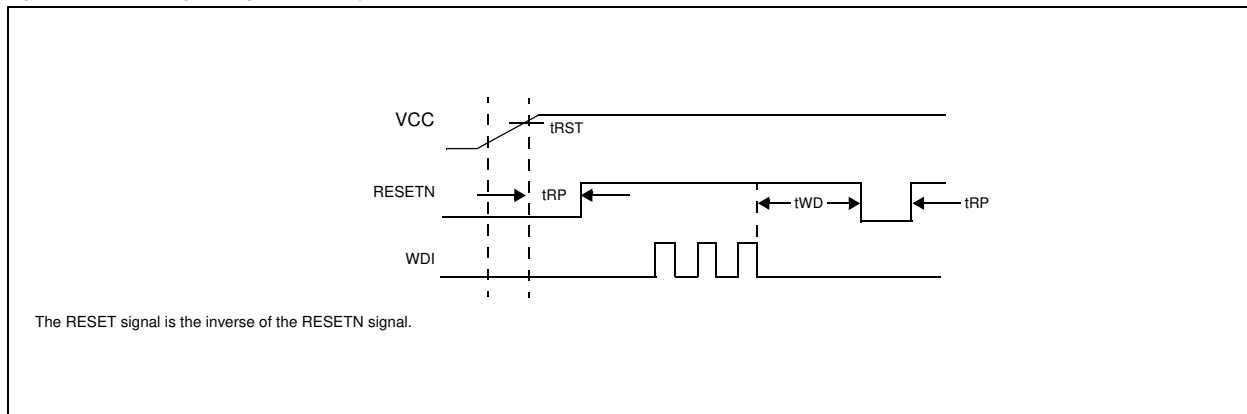 VCC
tRST
RESETN
tRP
tWD
tRP
WDI
The RESET signal is the inverse of the RESETN signal.